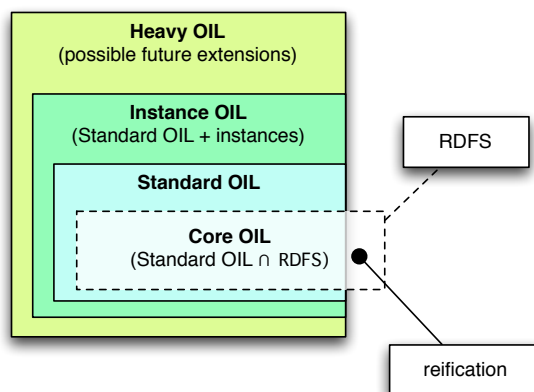 Heavy OIL
(possible future extensions)
Instance OIL
(Standard OIL + instances)
RDFS
Standard OIL
Core OIL
(Standard OIL ∩ RDFS)
reification